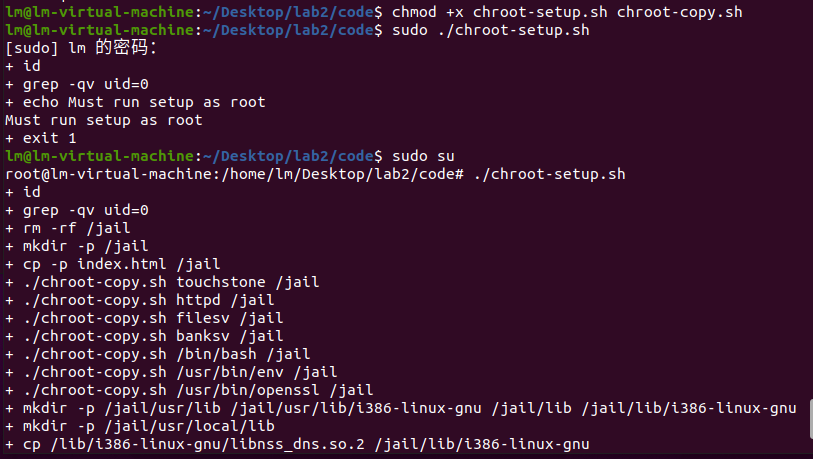 lm@lm-virtual-machine:~/Desktop/lab2/code$ chmod +x chroot-setup.sh chroot-copy.sh
lm@lm-virtual-machine:~/Desktop/lab2/code$ sudo ./chroot-setup.sh
[sudo] lm 的密码：
+ id
+ grep -qv uid=0
+ echo Must run setup as root
Must run setup as root
+ exit 1
lm@lm-virtual-machine:~/Desktop/lab2/code$ sudo su
root@lm-virtual-machine:/home/lm/Desktop/lab2/code# ./chroot-setup.sh
+ id
+ grep -qv uid=0
+ rm -rf /jail
+ mkdir -p /jail
+ cp -p index.html /jail
+ ./chroot-copy.sh touchstone /jail
+ ./chroot-copy.sh httpd /jail
+ ./chroot-copy.sh filesv /jail
+ ./chroot-copy.sh banksv /jail
+ ./chroot-copy.sh /bin/bash /jail
+ ./chroot-copy.sh /usr/bin/env /jail
+ ./chroot-copy.sh /usr/bin/openssl /jail
+ mkdir -p /jail/usr/lib /jail/usr/lib/i386-linux-gnu /jail/lib /jail/lib/i386-linux-gnu
+ mkdir -p /jail/usr/local/lib
+ cp /lib/i386-linux-gnu/libnss_dns.so.2 /jail/lib/i386-linux-gnu